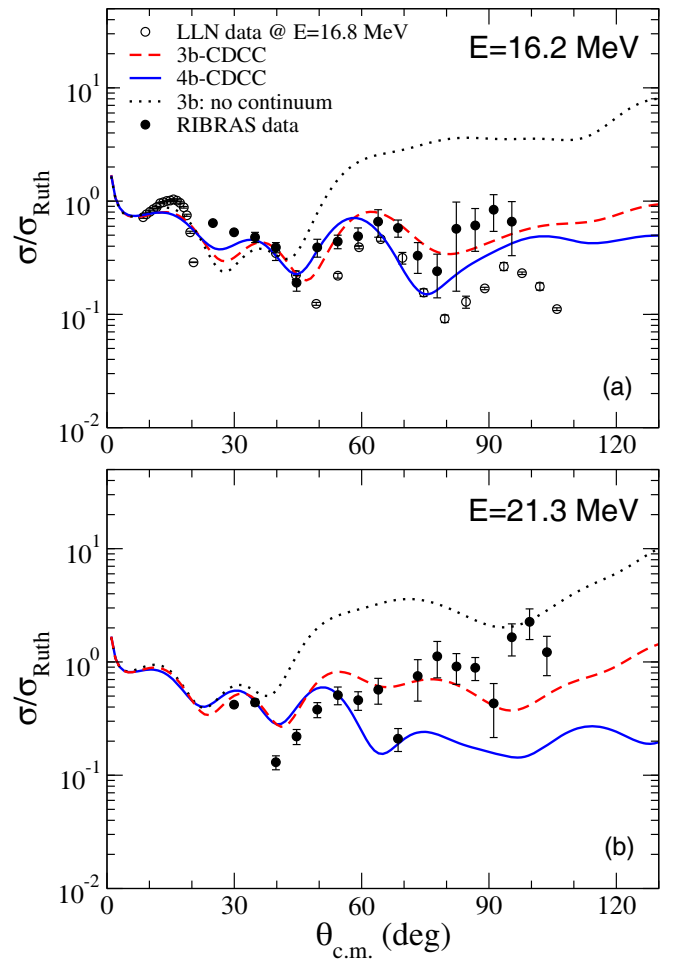 LLN data @ E=16.8 MeV
3b-CDCC
4b-CDCC
3b: no continuum
RIBRAS data
E=16.2 MeV
10^1
10^0
10^-1
10^-2
σ/σ_Ruth
(a)
0 30 60 90 120
E=21.3 MeV
10^1
10^0
10^-1
10^-2
σ/σ_Ruth
(b)
0 30 60 90 120
θ_c.m. (deg)